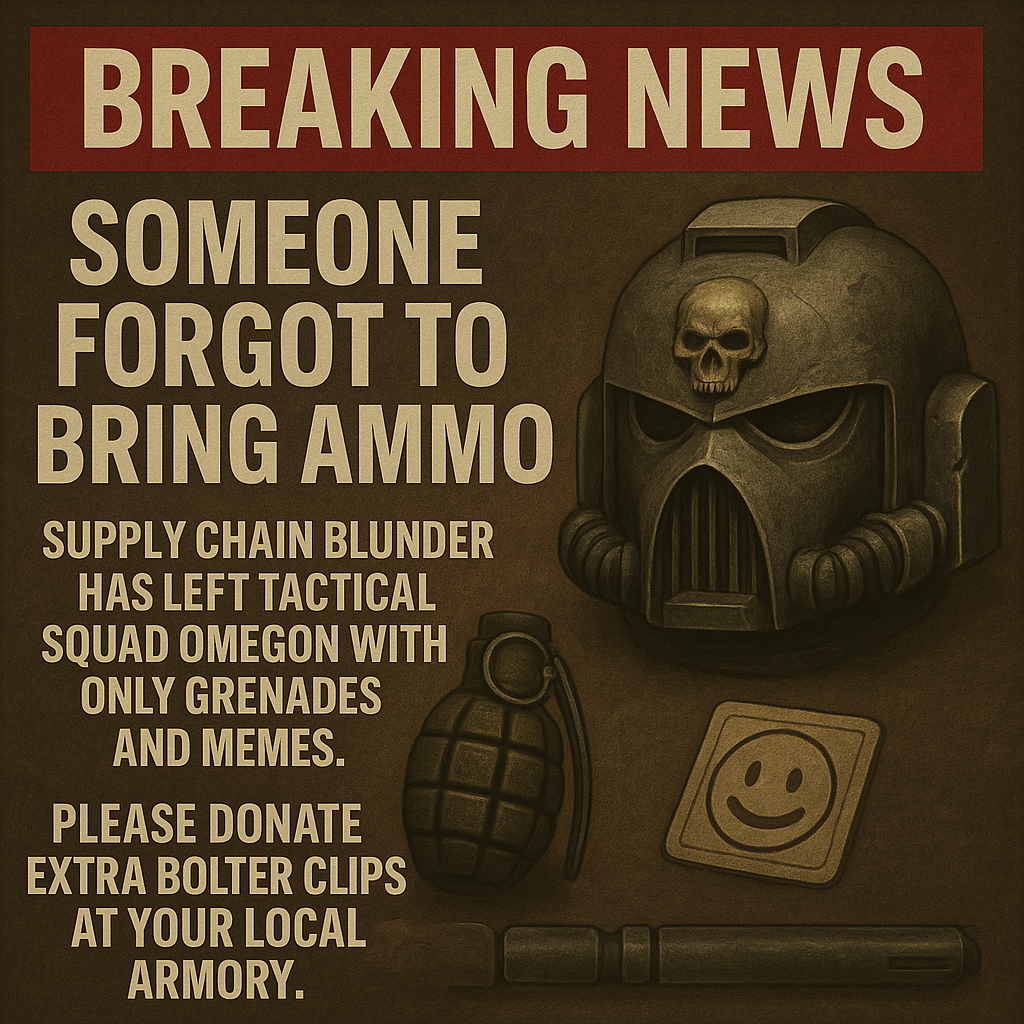 BREAKING NEWS
SOMEONE
FORGOT TO
BRING AMMO
SUPPLY CHAIN BLUNDER
HAS LEFT TACTICAL
SQUAD OMEGON WITH
ONLY GRENADES
AND MEMES.
PLEASE DONATE
EXTRA BOLTER CLIPS
AT YOUR LOCAL
ARMORY.